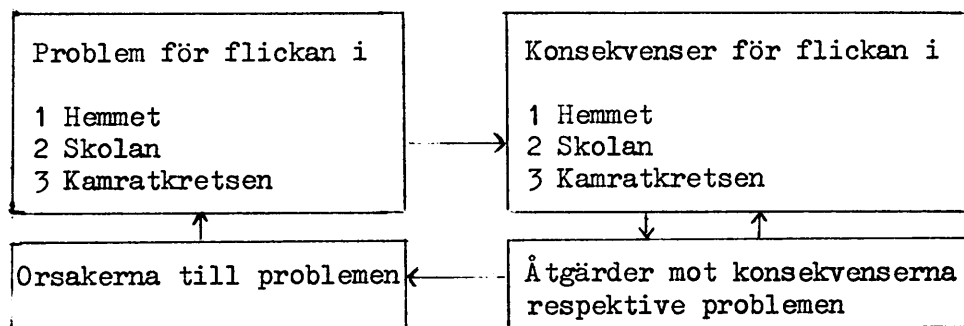 Problem för flickan i
1 Hemmet
2 Skolan
3 Kamratkretsen
Konsekvenser för flickan i
1 Hemmet
2 Skolan
3 Kamratkretsen
Orsakerna till problemen
Åtgärder mot konsekvenserna
respektive problemen